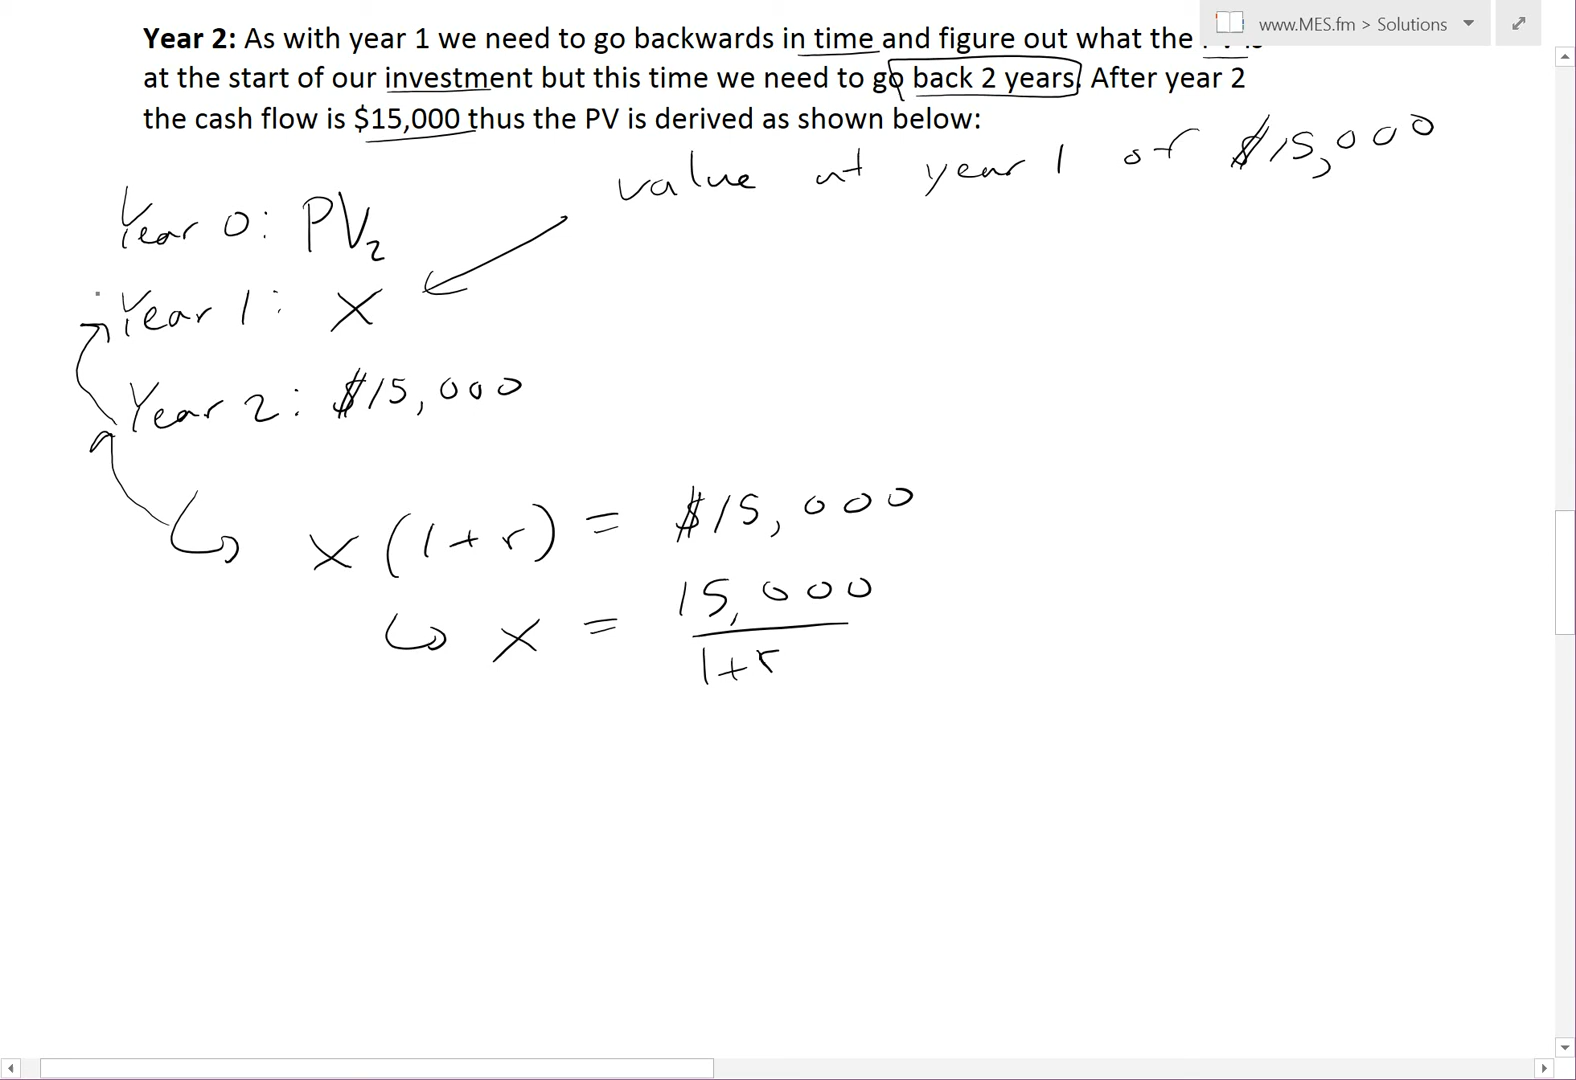 www.MES.fm > Solutions
Year 2: As with year 1 we need to go backwards in time and figure out what the
at the start of our investment but this time we need to go back 2 years. After year 2
the cash flow is $15,000 thus the PV is derived as shown below:
value at year 1 of $15,000
Year 0: PV₂
Year 1: X
Year 2: $15,000
x(1+r) = $15,000
x = 15,000
1+r